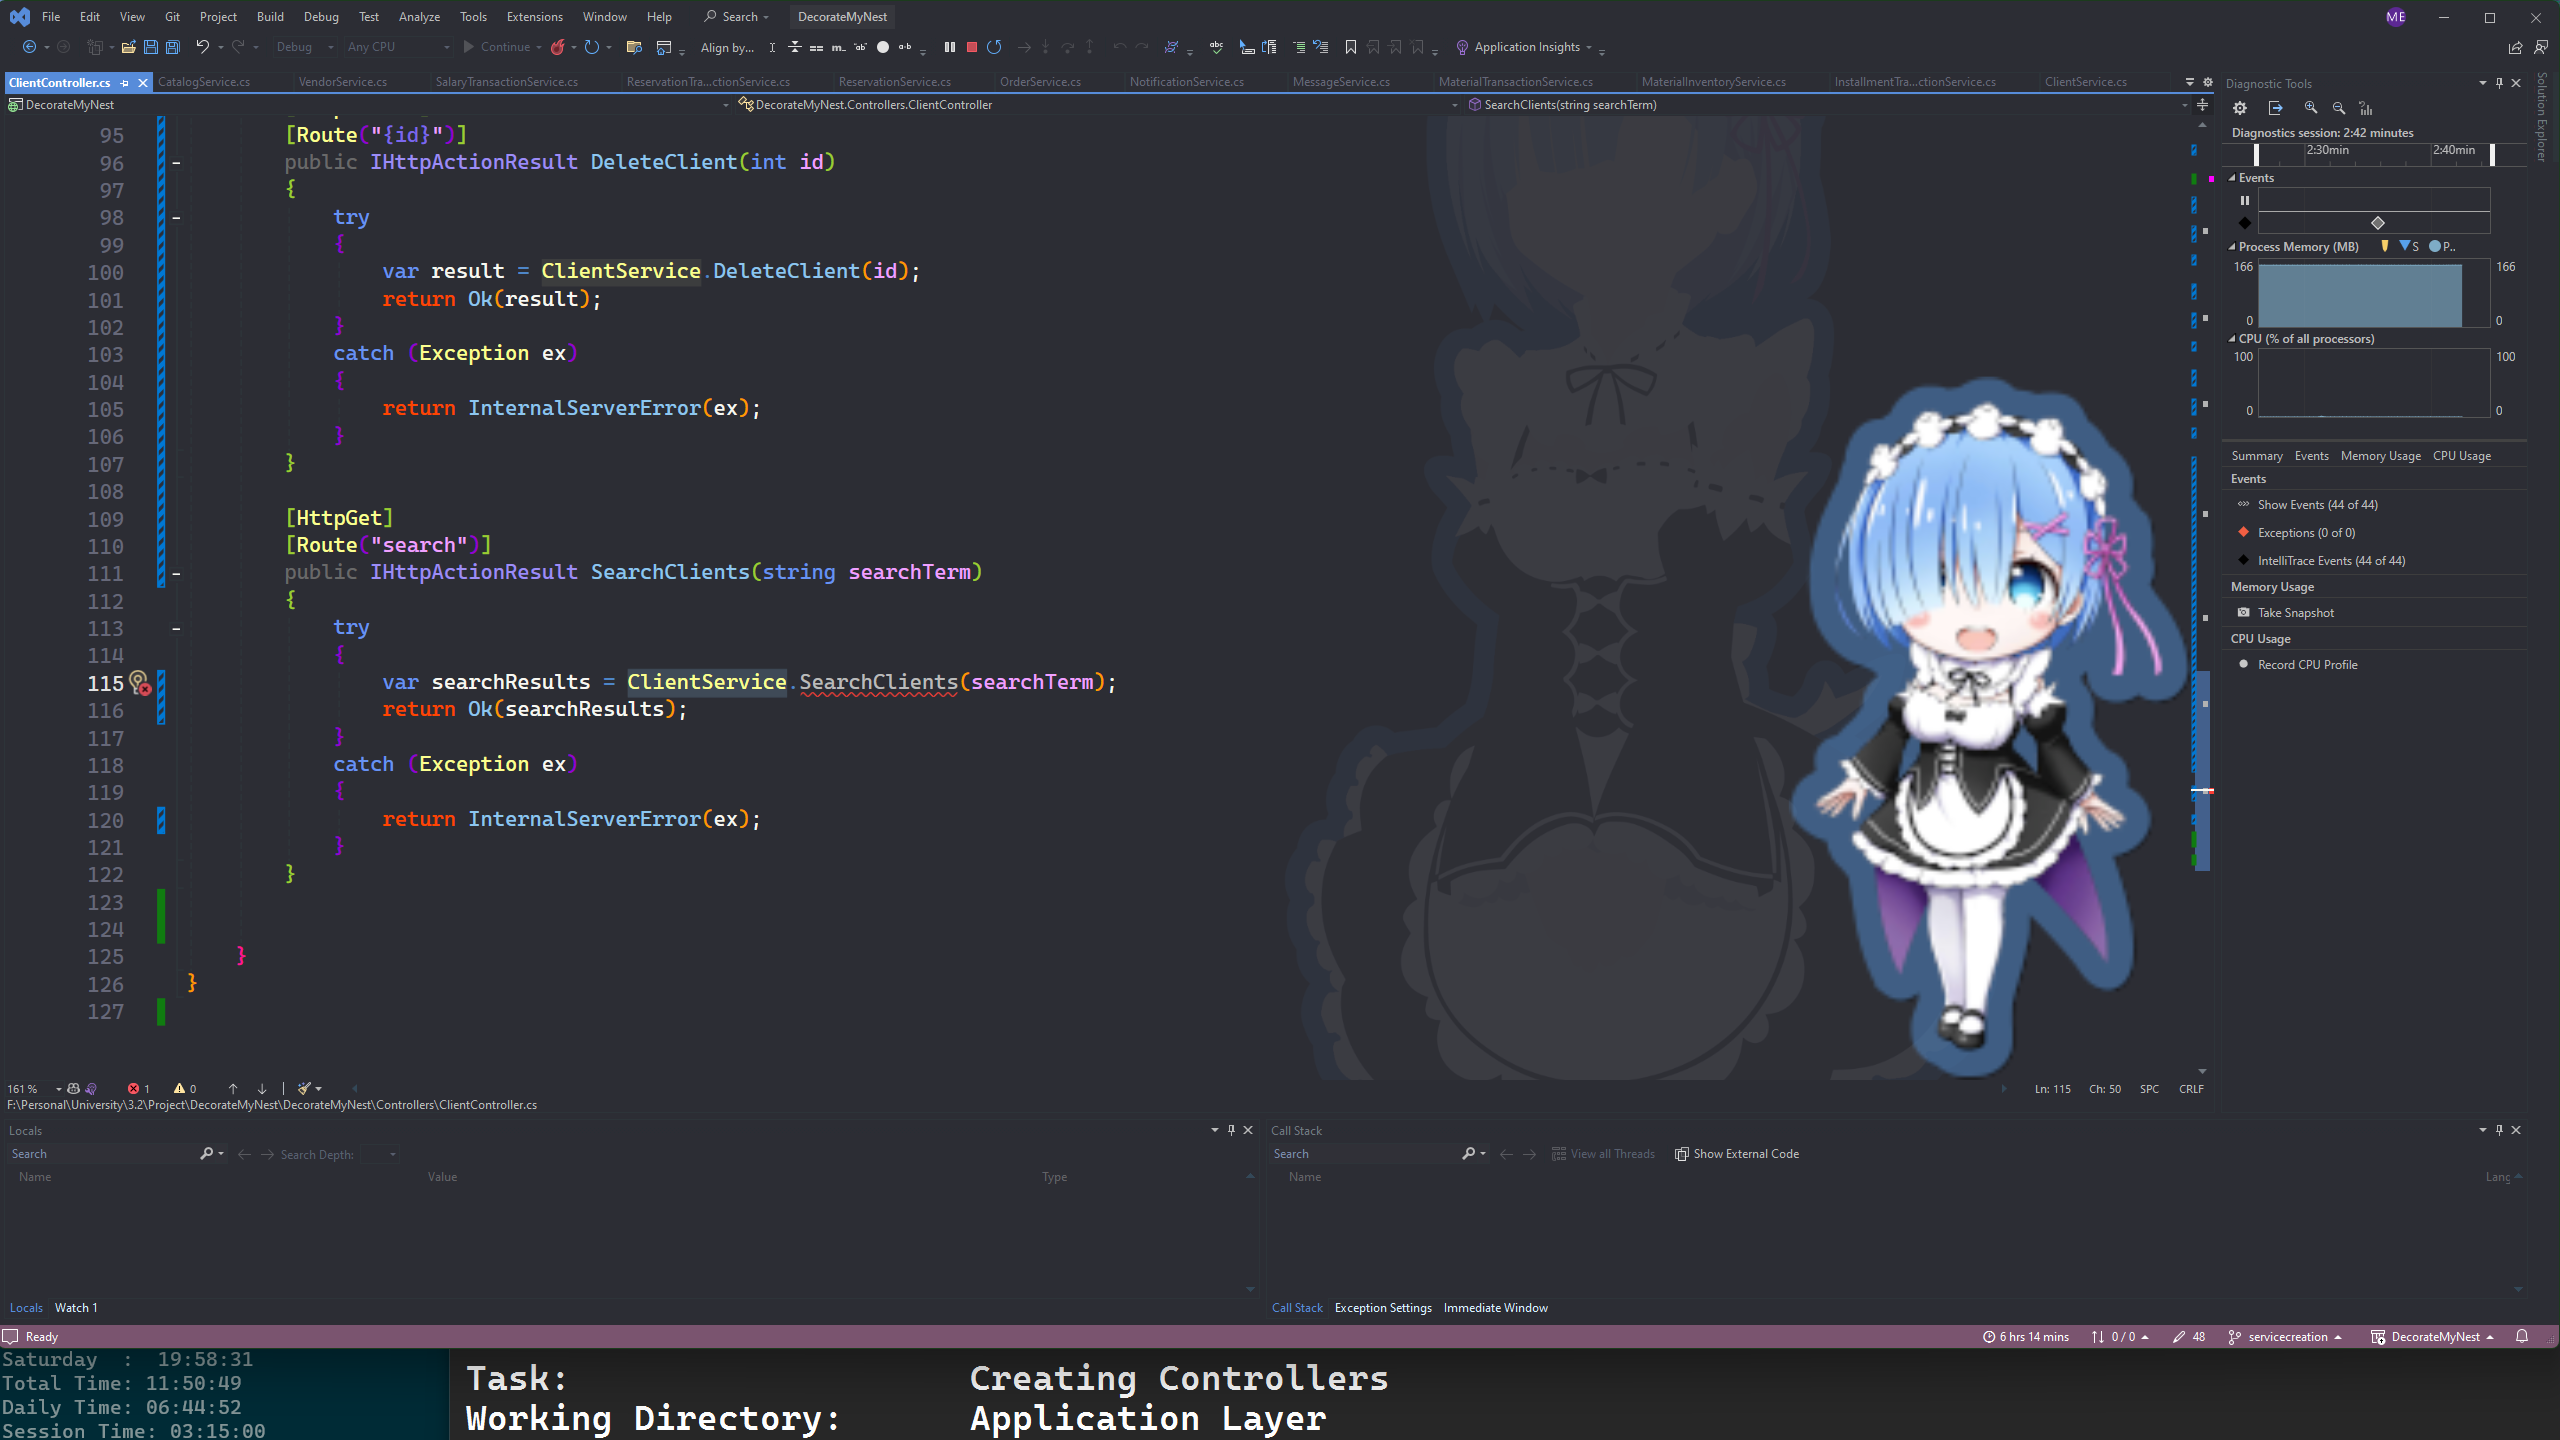 File Edit View Git Project Build Debug Test Analyze Tools Extensions Window Help Search DecorateMyNest ME
Debug Any CPU Continue Align by... Application Insights
ClientController.cs CatalogService.cs VendorService.cs SalaryTransactionService.cs ReservationTra...ctionService.cs ReservationService.cs OrderService.cs NotificationService.cs MessageService.cs MaterialTransactionService.cs MaterialInventoryService.cs InstallmentTra...ctionService.cs ClientService.cs
DecorateMyNest DecorateMyNest.Controllers.ClientController SearchClients(string searchTerm)
95 [Route("{id}")]
96 public IHttpActionResult DeleteClient(int id)
97 {
98 try
99 {
100 var result = ClientService.DeleteClient(id);
101 return Ok(result);
102 }
103 catch (Exception ex)
104 {
105 return InternalServerError(ex);
106 }
107 }
108
109 [HttpGet]
110 [Route("search")]
111 public IHttpActionResult SearchClients(string searchTerm)
112 {
113 try
114 {
115 var searchResults = ClientService.SearchClients(searchTerm);
116 return Ok(searchResults);
117 }
118 catch (Exception ex)
119 {
120 return InternalServerError(ex);
121 }
122 }
123
124
125 }
126 }
127
161 % 1 0 Ln: 115 Ch: 50 SPC CRLF
F:\Personal\University\3.2\Project\DecorateMyNest\DecorateMyNest\Controllers\ClientController.cs
Diagnostic Tools
Diagnostics session: 2:42 minutes
2:30min 2:40min
Events
Process Memory (MB) S P..
166 166
0 0
CPU (% of all processors)
100 100
0 0
Summary Events Memory Usage CPU Usage
Events
Show Events (44 of 44)
Exceptions (0 of 0)
IntelliTrace Events (44 of 44)
Memory Usage
Take Snapshot
CPU Usage
Record CPU Profile
Solution Explorer
Locals
Search Search Depth:
Name Value Type
Locals Watch 1
Call Stack
Search View all Threads Show External Code
Name Lang
Call Stack Exception Settings Immediate Window
Ready 6 hrs 14 mins 0 / 0 48 servicecreation DecorateMyNest
Saturday : 19:58:31
Total Time: 11:50:49
Daily Time: 06:44:52
Session Time: 03:15:00
Task: Creating Controllers
Working Directory: Application Layer